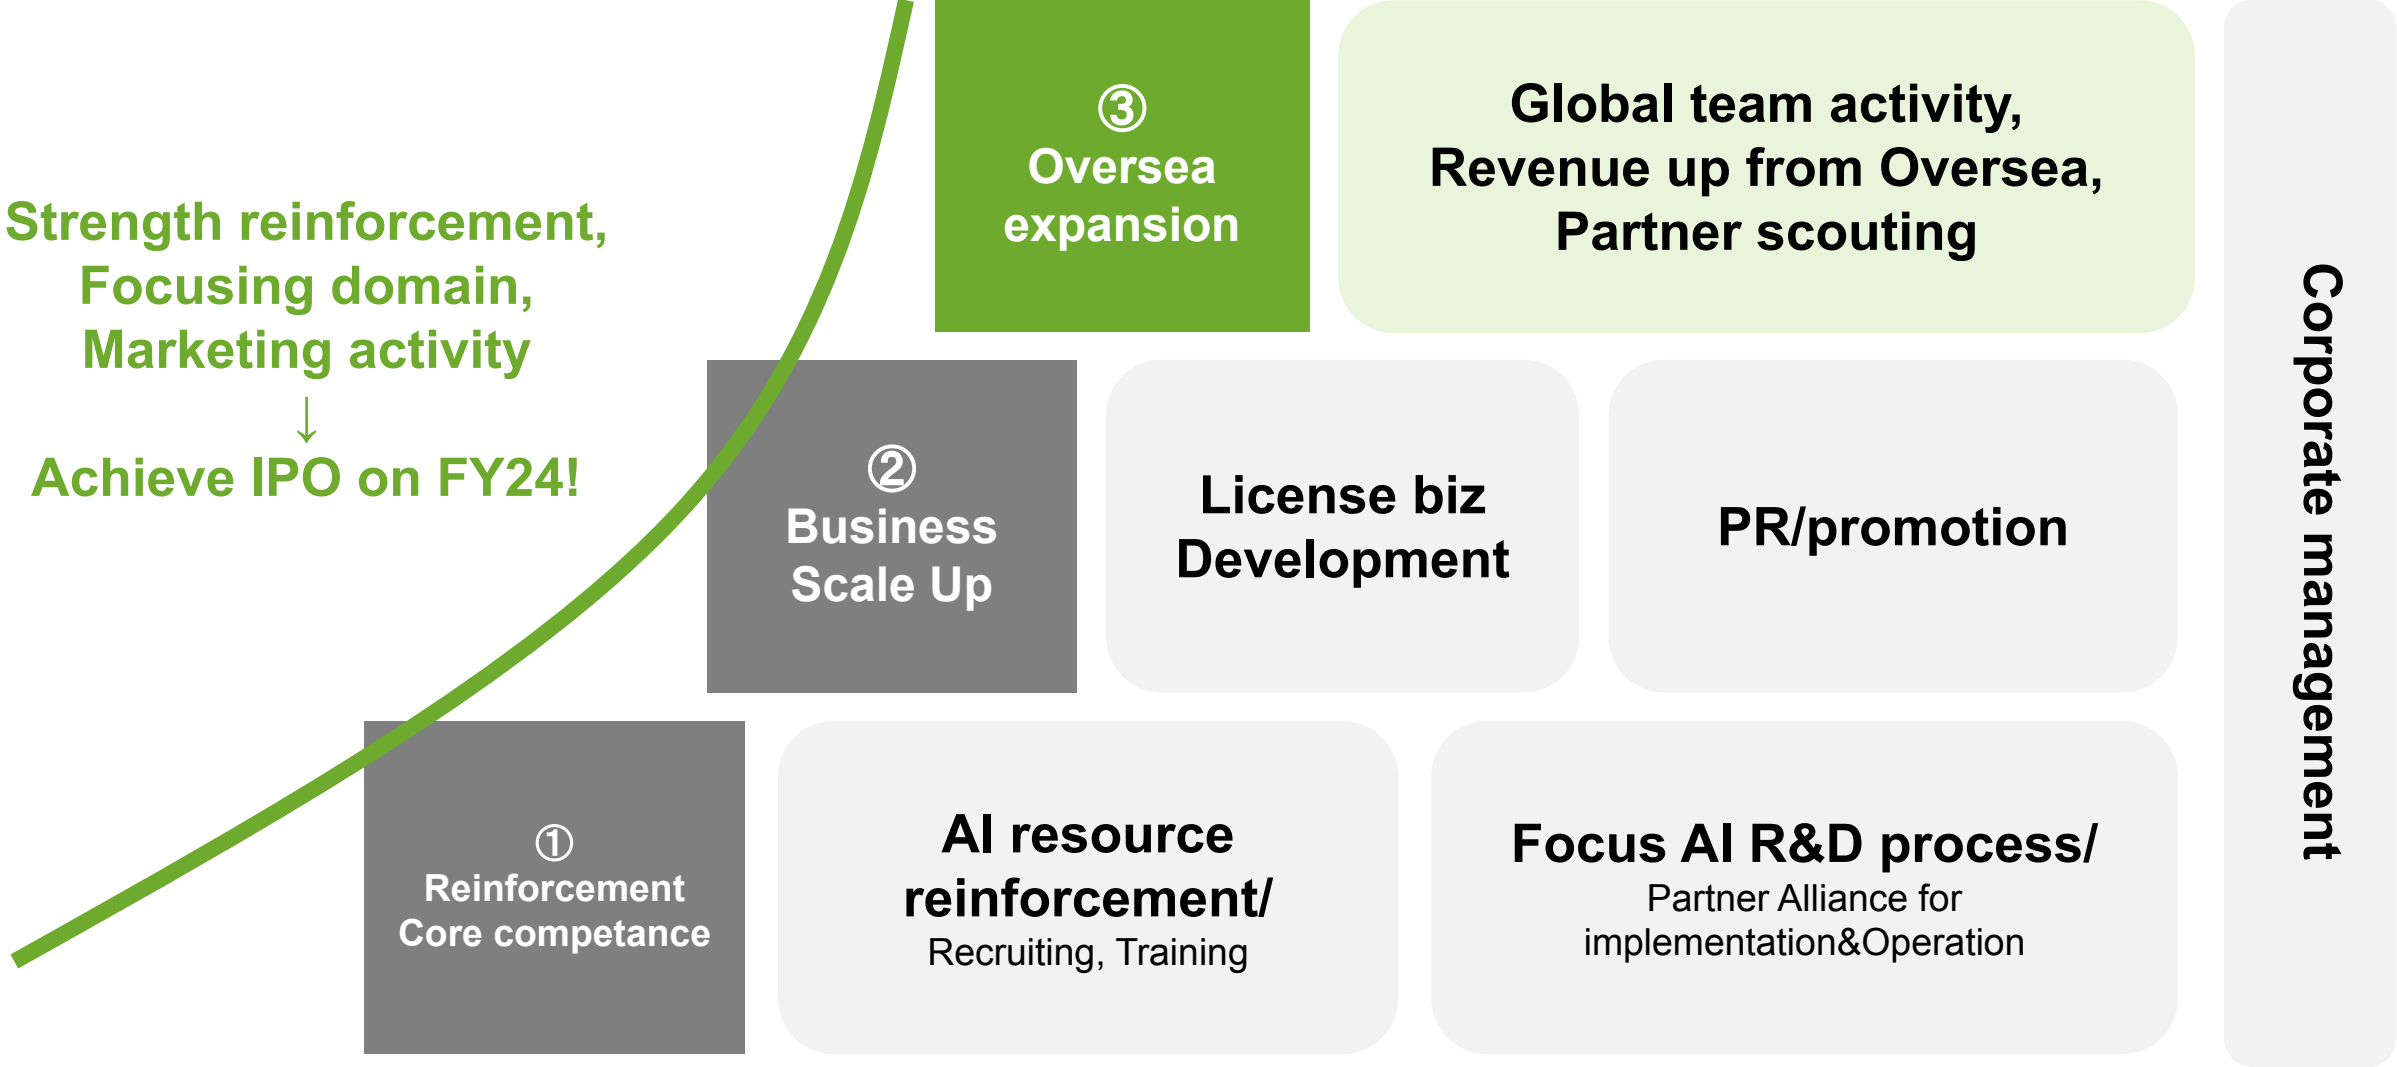 Strength reinforcement,
Focusing domain,
Marketing activity
↓
Achieve IPO on FY24!
③
Oversea
expansion
Global team activity,
Revenue up from Oversea,
Partner scouting
②
Business
Scale Up
License biz
Development
PR/promotion
①
Reinforcement
Core competance
AI resource
reinforcement/
Recruiting, Training
Focus AI R&D process/
Partner Alliance for
implementation&Operation
Corporate management